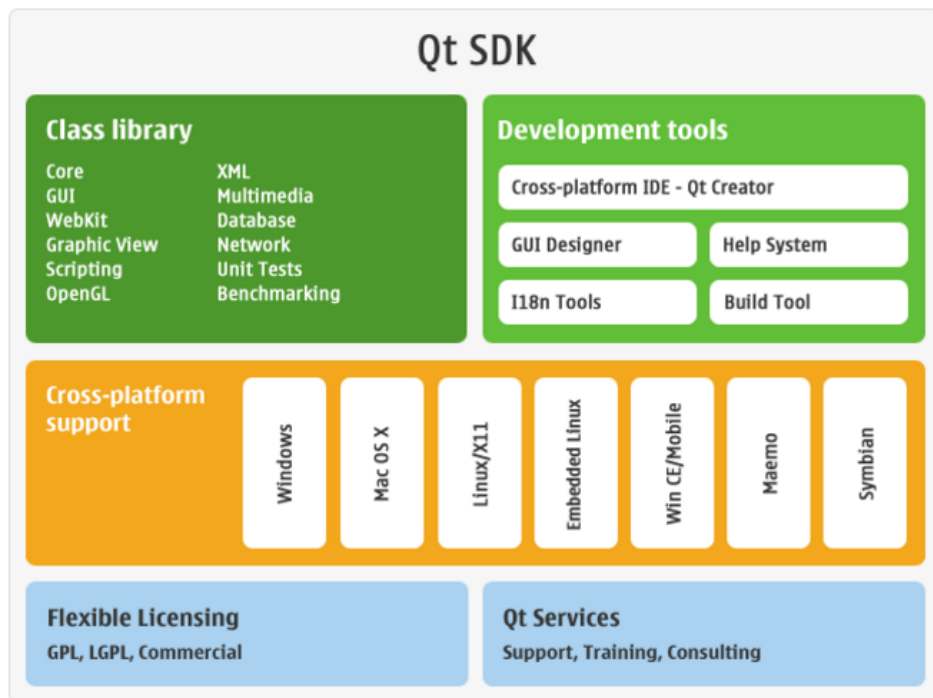 Qt SDK
Class library
Core
GUI
WebKit
Graphic View
Scripting
OpenGL
XML
Multimedia
Database
Network
Unit Tests
Benchmarking
Development tools
Cross-platform IDE - Qt Creator
GUI Designer
Help System
I18n Tools
Build Tool
Cross-platform
support
Windows
Mac OS X
Linux/X11
Embedded Linux
Win CE/Mobile
Maemo
Symbian
Flexible Licensing
GPL, LGPL, Commercial
Qt Services
Support, Training, Consulting